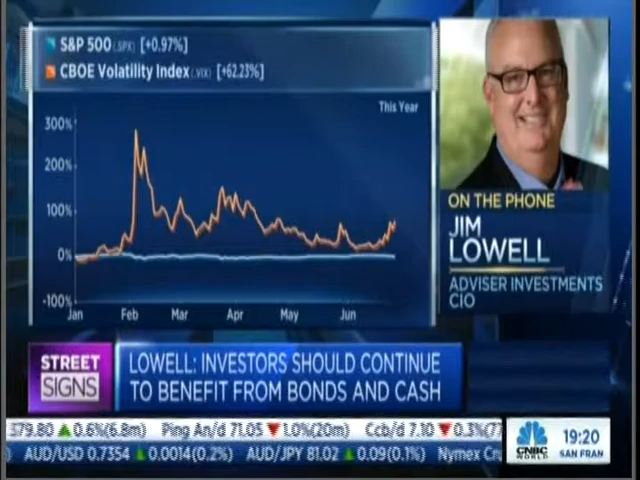 S&P 500 (.SPX) [+0.97%]
CBOE Volatility Index (.VIX) [+62.23%]
This Year
300%
200%
100%
0%
-100%
Jan Feb Mar Apr May Jun
ON THE PHONE
JIM
LOWELL
ADVISER INVESTMENTS
CIO
STREET
SIGNS
LOWELL: INVESTORS SHOULD CONTINUE
TO BENEFIT FROM BONDS AND CASH
379.80 ▲0.6%(6.8m) Ping An/d 71.05 ▼1.0%(20m) Ccb/d 7.10 ▼0.3%(77
AUD/USD 0.7354 ▲0.0014(0.2%) AUD/JPY 81.02 ▲0.09(0.1%) Nymex Cru
CNBC
WORLD
19:20
SAN FRAN